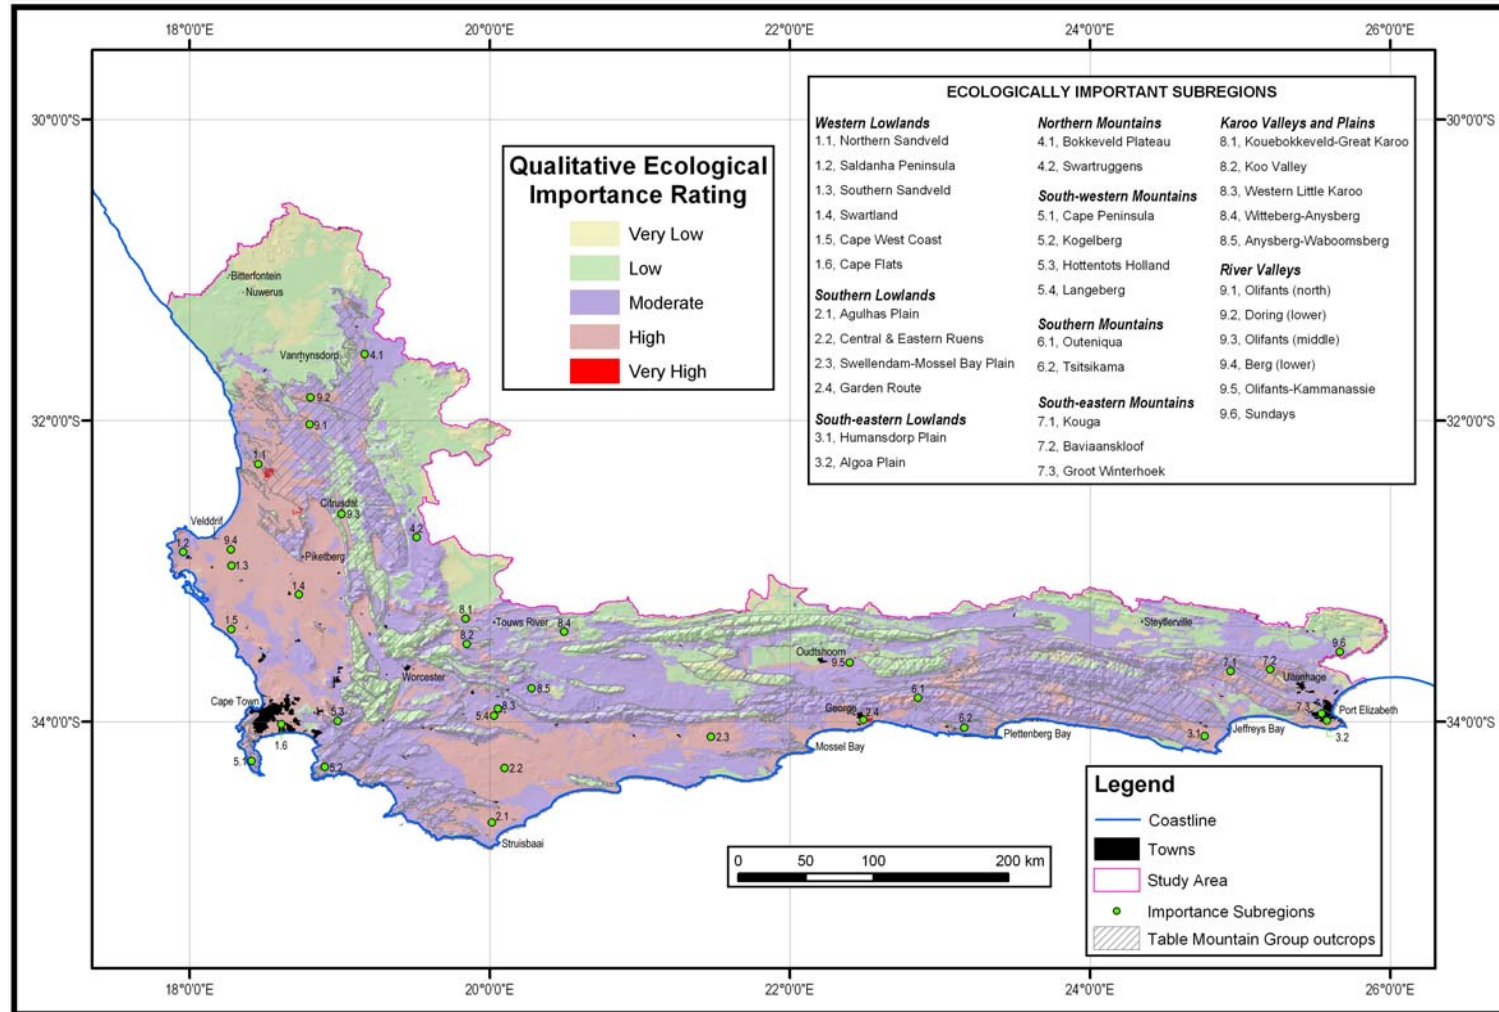 18°0'0"E 20°0'0"E 22°0'0"E 24°0'0"E 26°0'0"E
30°0'0"S 30°0'0"S
ECOLOGICALLY IMPORTANT SUBREGIONS
Western Lowlands
1.1, Northern Sandveld
1.2, Saldanha Peninsula
1.3, Southern Sandveld
1.4, Swartland
1.5, Cape West Coast
1.6, Cape Flats
Southern Lowlands
2.1, Agulhas Plain
2.2, Central & Eastern Ruens
2.3, Swellendam-Mossel Bay Plain
2.4, Garden Route
South-eastern Lowlands
3.1, Humansdorp Plain
3.2, Algoa Plain
Northern Mountains
4.1, Bokkeveld Plateau
4.2, Swartruggens
South-western Mountains
5.1, Cape Peninsula
5.2, Kogelberg
5.3, Hottentots Holland
5.4, Langeberg
Southern Mountains
6.1, Outeniqua
6.2, Tsitsikama
South-eastern Mountains
7.1, Kouga
7.2, Baviaanskloof
7.3, Groot Winterhoek
Karoo Valleys and Plains
8.1, Kouebokkeveld-Great Karoo
8.2, Koo Valley
8.3, Western Little Karoo
8.4, Witteberg-Anysberg
8.5, Anysberg-Waboomsberg
River Valleys
9.1, Olifants (north)
9.2, Doring (lower)
9.3, Olifants (middle)
9.4, Berg (lower)
9.5, Olifants-Kammanassie
9.6, Sundays
Qualitative Ecological
Importance Rating
Very Low
Low
Moderate
High
Very High
Bitterfontein
Nuwerus
Vanrhynsdorp
4.1
9.2
32°0'0"S 32°0'0"S
9.1
1.1
Citrusdal
9.3
Velddrif
4.2
1.2
9.4
Piketberg
1.3
1.4
8.1
1.5
Touws River
8.4
Steytlerville
8.2
Oudtshoorn
9.6
9.5
7.1
7.2
Worcester
Uitenhage
8.5
6.1
Cape Town
5.3
8.3
5.4
George
2.4
7.3
Port Elizabeth
34°0'0"S 34°0'0"S
6.2
Jeffreys Bay
1.6
2.3
Plettenberg Bay
3.1
3.2
Mossel Bay
5.1
5.2
2.2
2.1
Struisbaai
0 50 100 200 km
Legend
Coastline
Towns
Study Area
Importance Subregions
Table Mountain Group outcrops
18°0'0"E 20°0'0"E 22°0'0"E 24°0'0"E 26°0'0"E